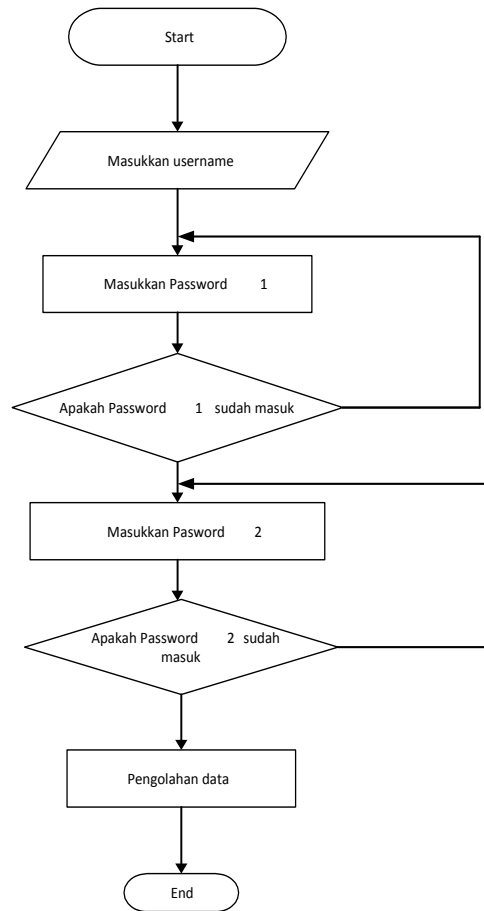 Start
Masukkan username
Masukkan Password 1
Apakah Password 1 sudah masuk
Masukkan Pasword 2
Apakah Password 2 sudah
masuk
Pengolahan data
End